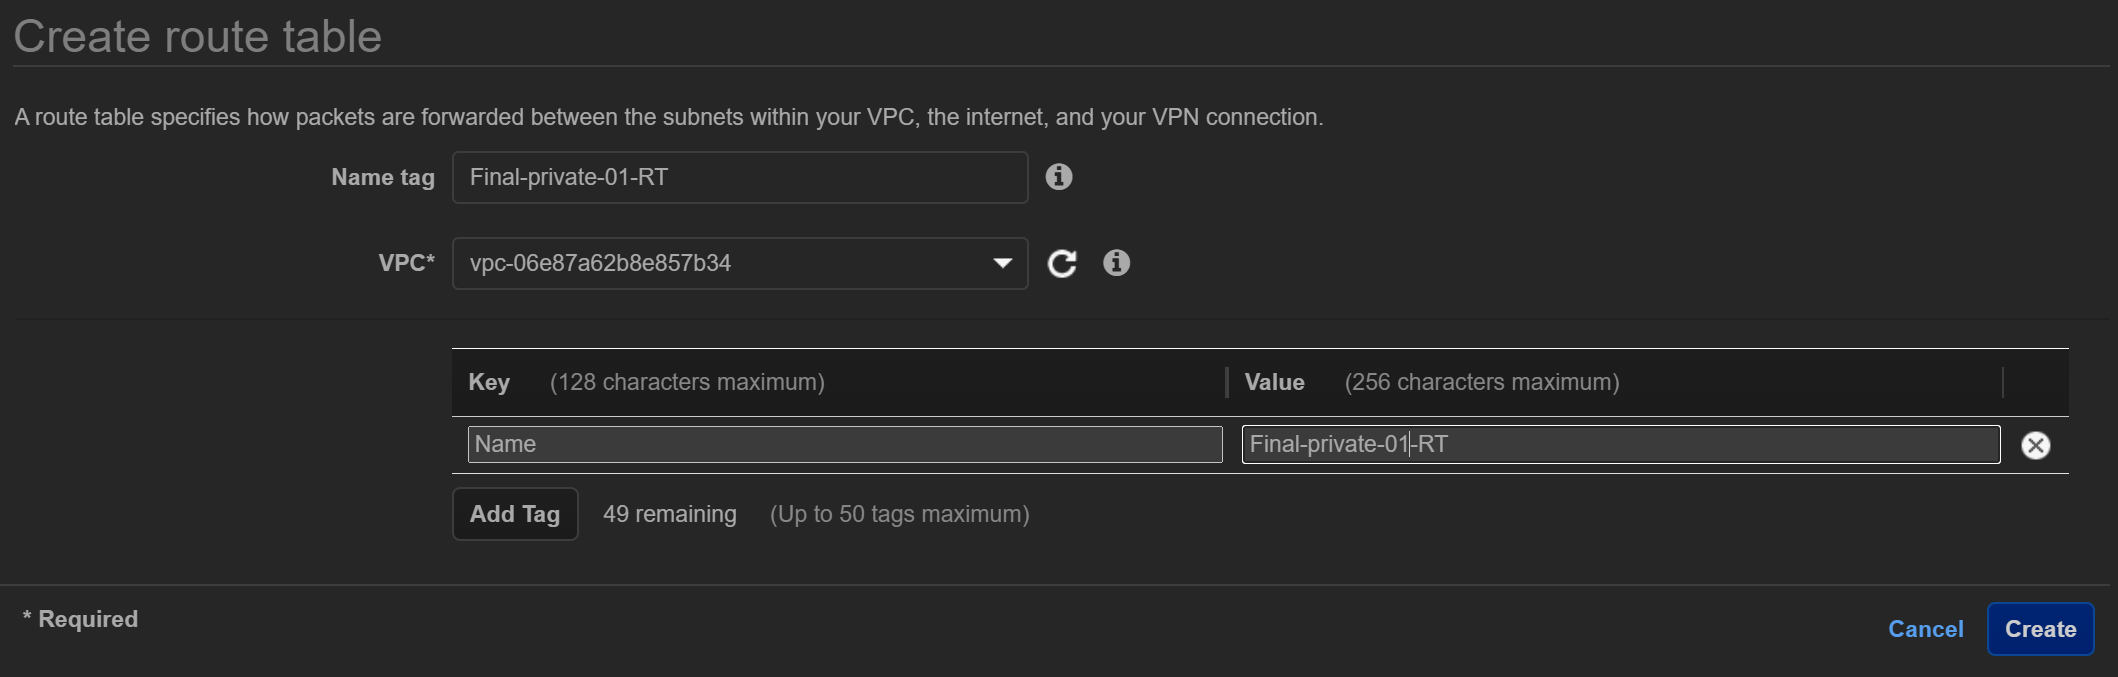 Create route table
A route table specifies how packets are forwarded between the subnets within your VPC, the internet, and your VPN connection.
Name tag Final-private-01-RT
VPC* vpc-06e87a62b8e857b34
Key (128 characters maximum) Value (256 characters maximum)
Name Final-private-01-RT
Add Tag 49 remaining (Up to 50 tags maximum)
* Required Cancel Create